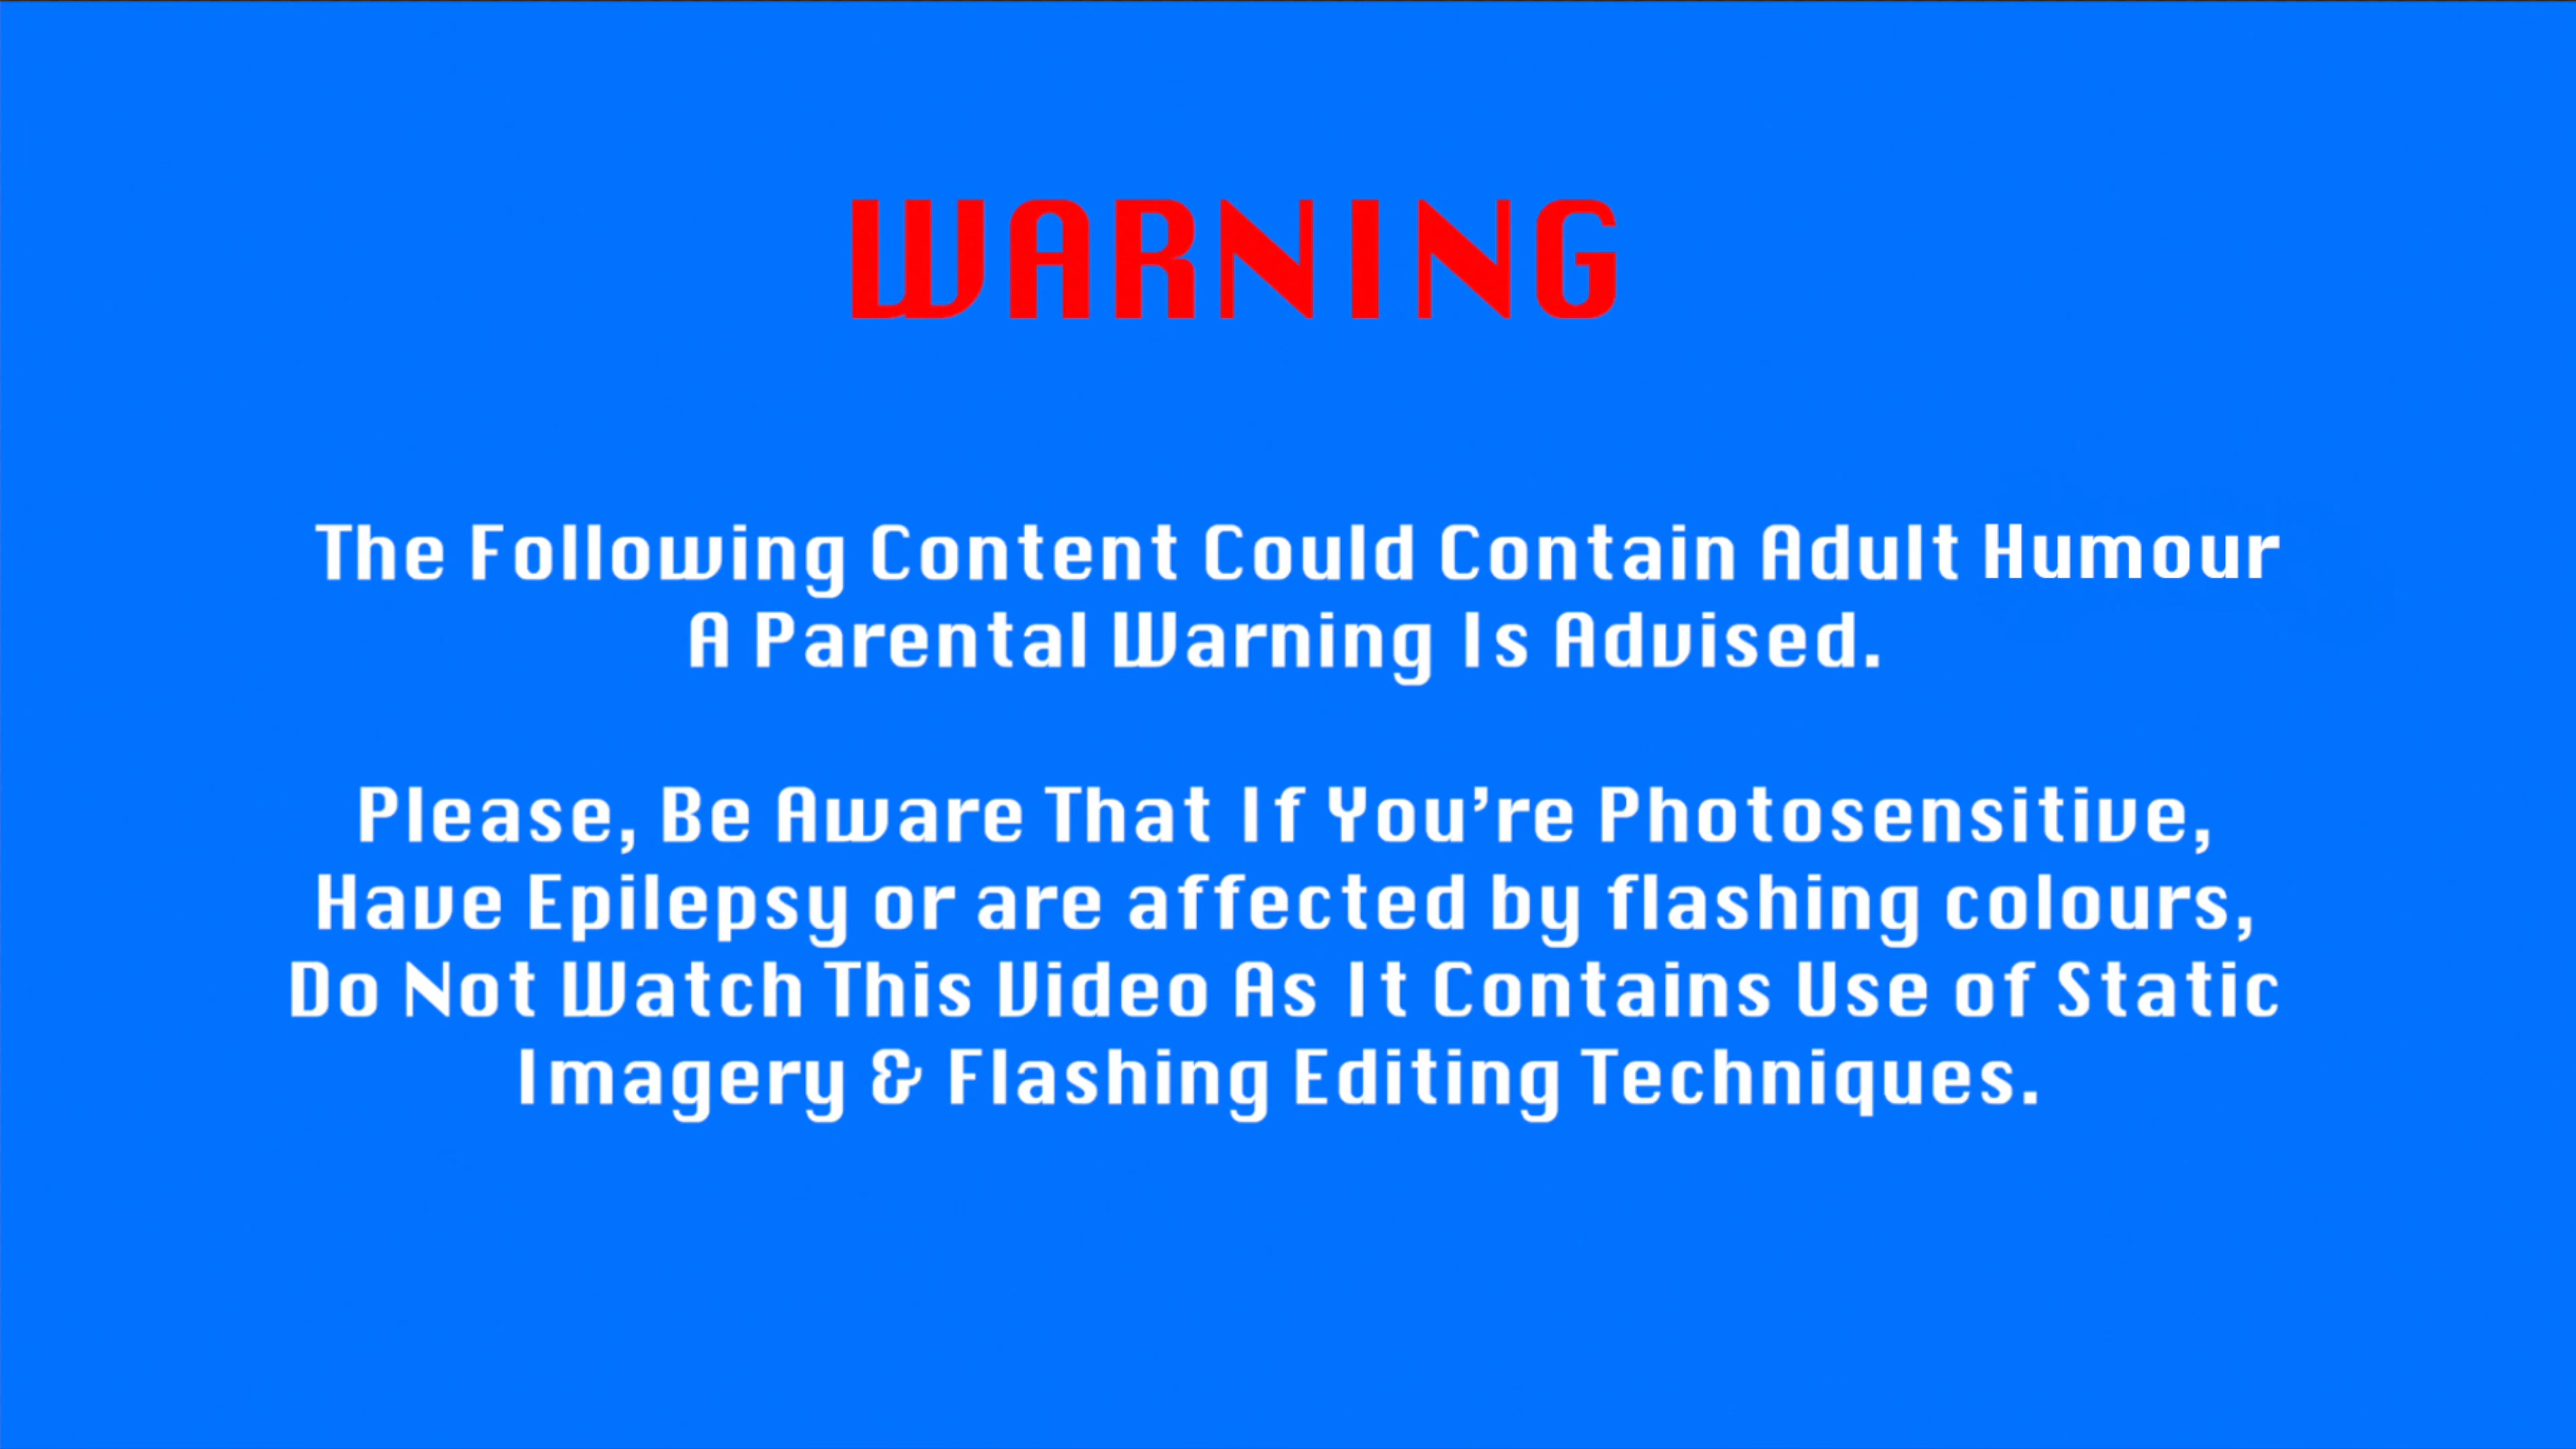 WARNING
The Following Content Could Contain Adult Humour
A Parental Warning Is Advised.
Please, Be Aware That If You're Photosensitive,
Have Epilepsy or are affected by flashing colours,
Do Not Watch This Video As It Contains Use of Static
Imagery & Flashing Editing Techniques.